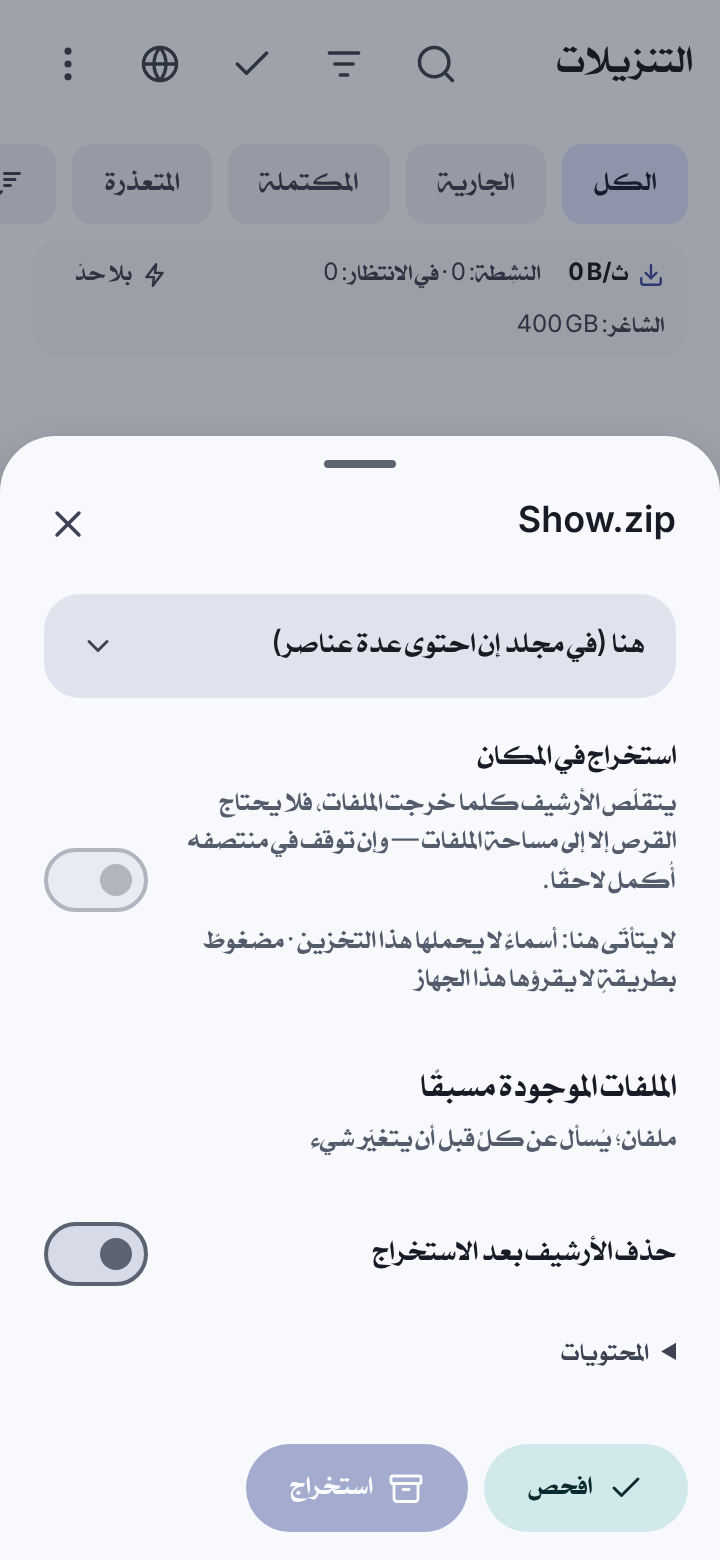 التنزيلات
الكل
الجارية
المكتملة
المتعذرة
0 B/ث
النشِطة: 0 · في الانتظار: 0
بلا حدّ
الشاغر: 400 GB
Show.zip
هنا (في مجلد إن احتوى عدة عناصر)
استخراج في المكان
يتقلّص الأرشيف كلما خرجت الملفات، فلا يحتاج
القرص إلا إلى مساحة الملفات — وإن توقف في منتصفه
أُكمل لاحقًا.
لا يتأتّى هنا: أسماءٌ لا يحملها هذا التخزين · مضغوطٌ
بطريقةٍ لا يقرؤها هذا الجهاز
الملفات الموجودة مسبقًا
ملفان؛ يُسأل عن كلٍّ قبل أن يتغيّر شيء
حذف الأرشيف بعد الاستخراج
المحتويات
افحص
استخراج